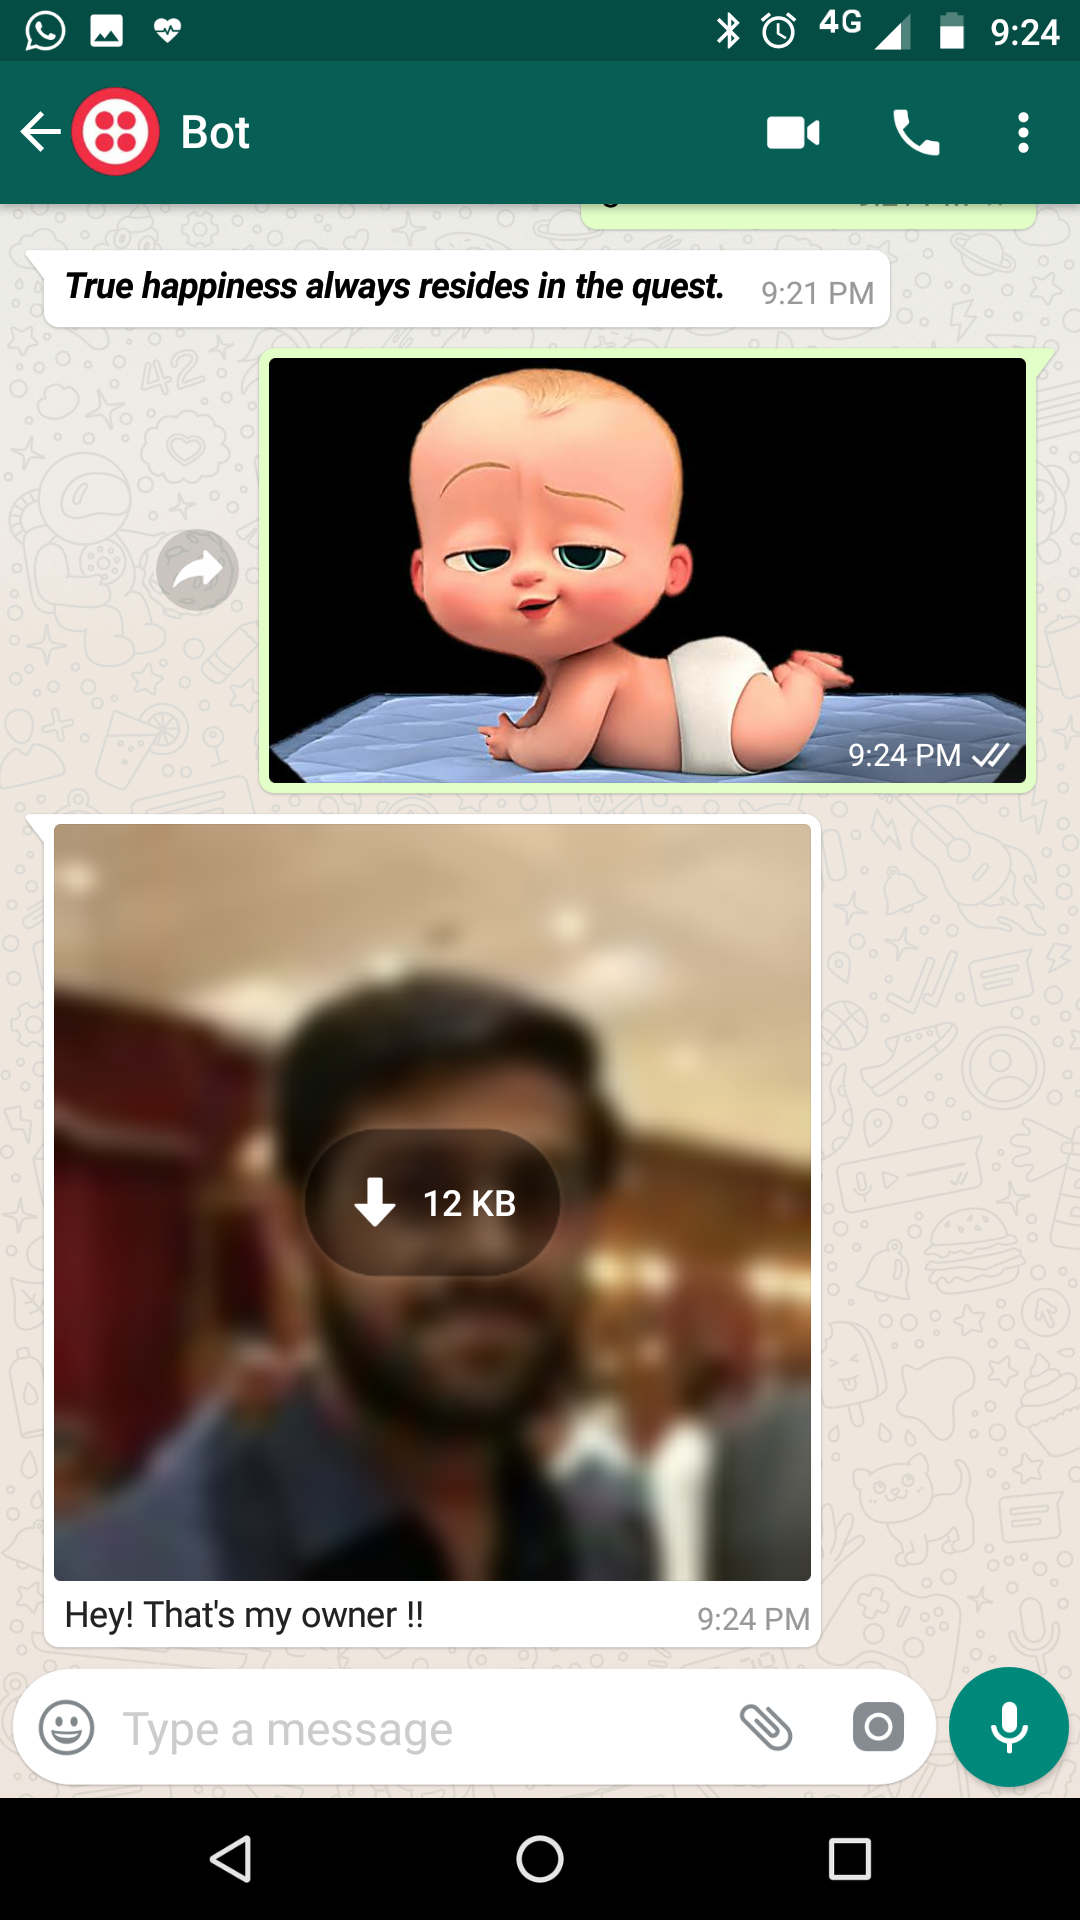 4G 9:24
Bot
True happiness always resides in the quest. 9:21 PM
9:24 PM
12 KB
Hey! That's my owner !! 9:24 PM
Type a message